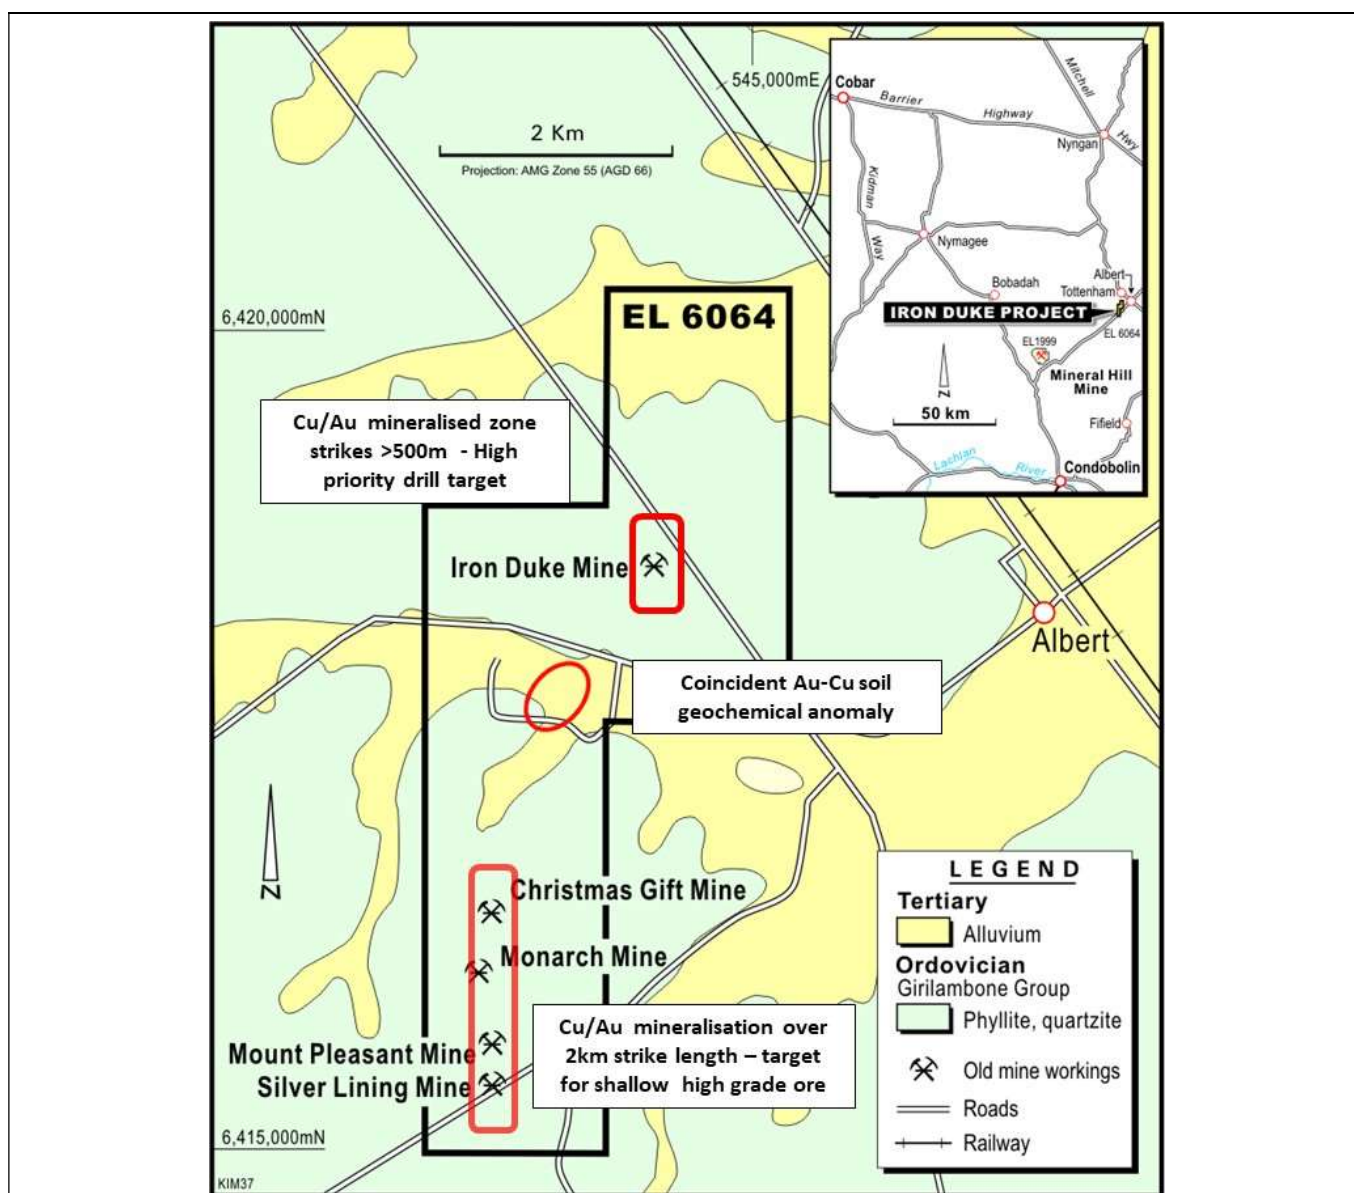 545,000mE
2 Km
Projection: AMG Zone 55 (AGD 66)
Cobar
Barrier
Highway
Mitchell
Hwy
Nyngan
Kidman
Way
Nymagee
Bobadah
Albert
Tottenham
IRON DUKE PROJECT
EL 6064
EL1999
Mineral Hill
Mine
N
50 km
Fifield
Lachlan
River
Condobolin
6,420,000mN
EL 6064
Cu/Au mineralised zone
strikes >500m - High
priority drill target
Iron Duke Mine
Albert
Coincident Au-Cu soil
geochemical anomaly
N
Christmas Gift Mine
Monarch Mine
Cu/Au mineralisation over
2km strike length – target
for shallow high grade ore
Mount Pleasant Mine
Silver Lining Mine
6,415,000mN
KIM37
LEGEND
Tertiary
Alluvium
Ordovician
Girilambone Group
Phyllite, quartzite
Old mine workings
Roads
Railway